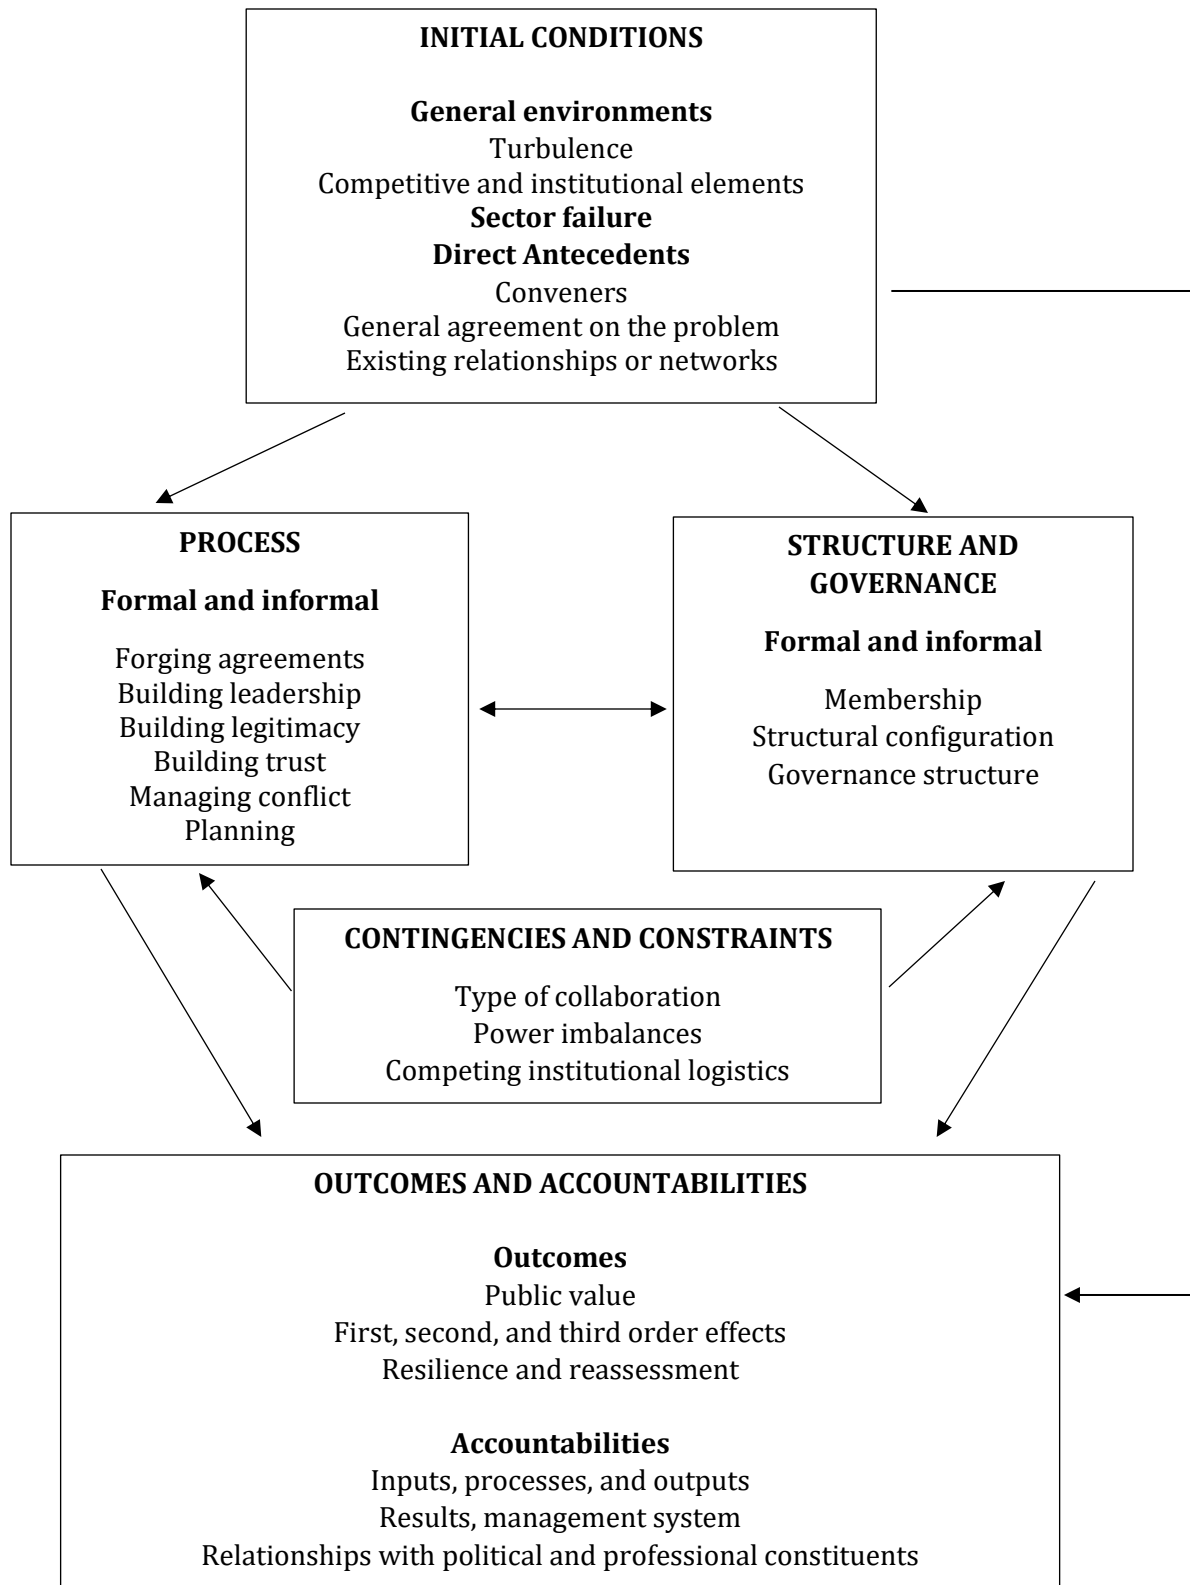 INITIAL CONDITIONS
General environments
Turbulence
Competitive and institutional elements
Sector failure
Direct Antecedents
Conveners
General agreement on the problem
Existing relationships or networks
PROCESS
Formal and informal
Forging agreements
Building leadership
Building legitimacy
Building trust
Managing conflict
Planning
STRUCTURE AND
GOVERNANCE
Formal and informal
Membership
Structural configuration
Governance structure
CONTINGENCIES AND CONSTRAINTS
Type of collaboration
Power imbalances
Competing institutional logistics
OUTCOMES AND ACCOUNTABILITIES
Outcomes
Public value
First, second, and third order effects
Resilience and reassessment
Accountabilities
Inputs, processes, and outputs
Results, management system
Relationships with political and professional constituents